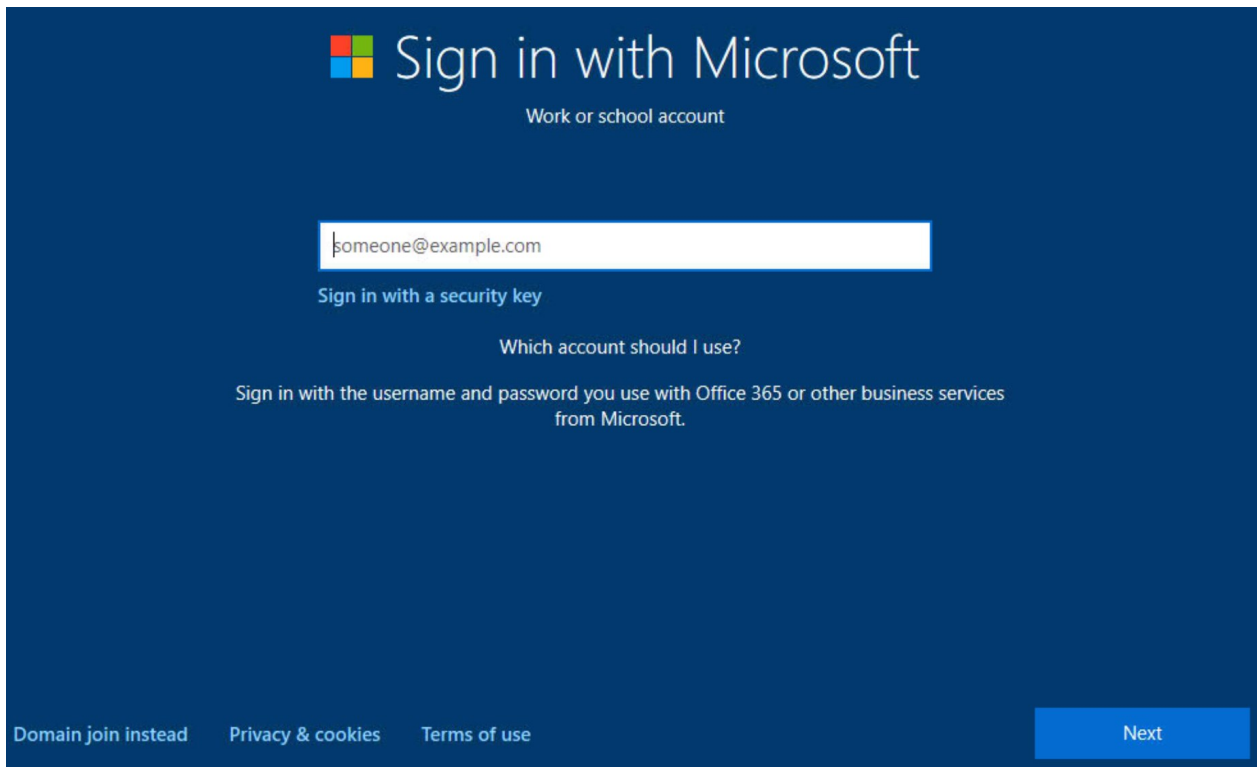 Sign in with Microsoft
Work or school account
someone@example.com
Sign in with a security key
Which account should I use?
Sign in with the username and password you use with Office 365 or other business services
from Microsoft.
Domain join instead
Privacy & cookies
Terms of use
Next